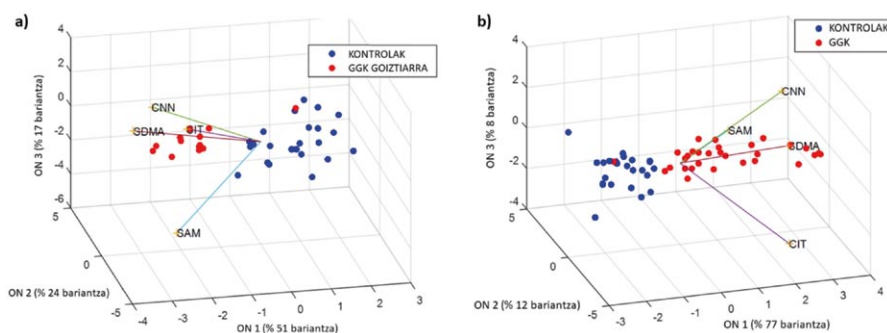 a)
KONTROLAK
GGK GOIZTIARRA
4
2
0
-2
-4
-6
ON 3 (% 17 bariantza)
CNN
SDMA
CIT
SAM
5
0
-5
ON 2 (% 24 bariantza)
-4
-3
-2
-1
0
1
2
3
4
ON 1 (% 51 bariantza)
b)
KONTROLAK
GGK
4
2
0
-2
-4
ON 3 (% 8 bariantza)
CNN
SAM
SDMA
CIT
5
0
-5
ON 2 (% 12 bariantza)
-3
-2
-1
0
1
2
3
4
ON 1 (% 77 bariantza)